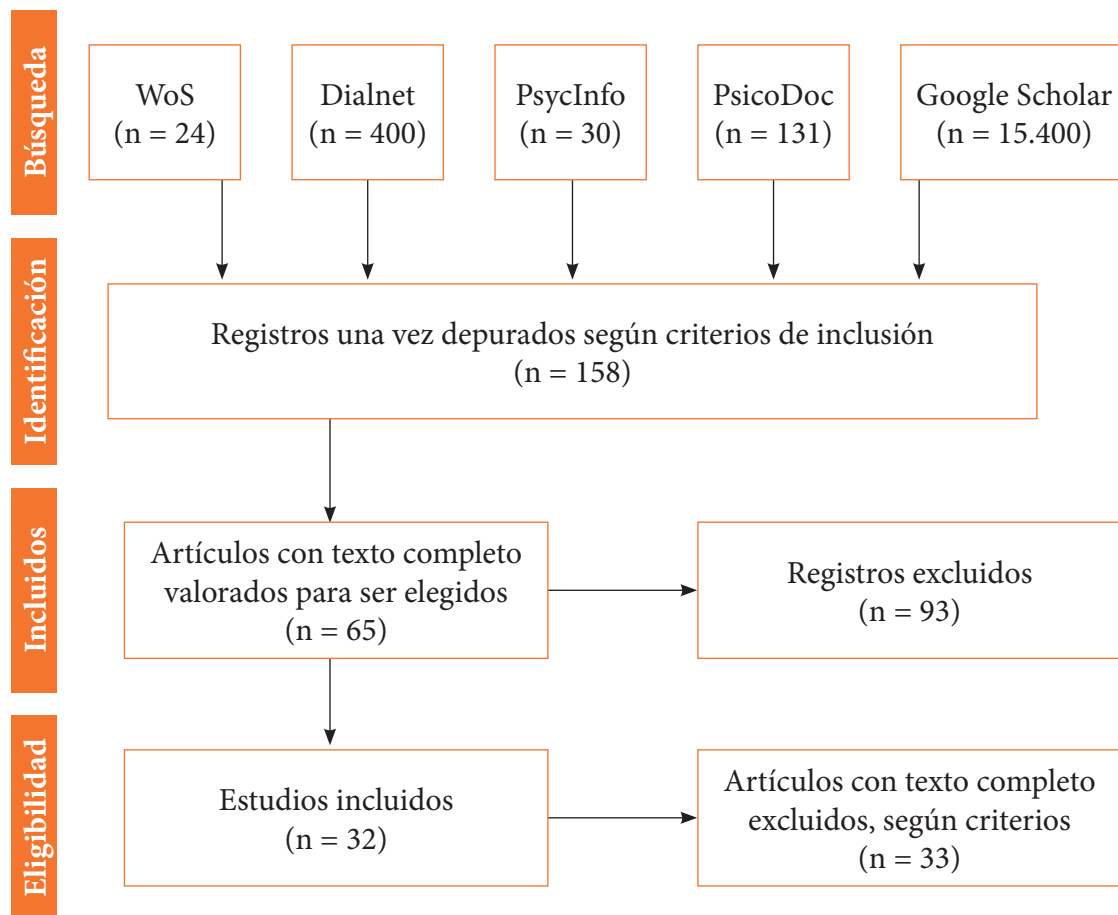 Búsqueda
WoS
(n = 24)
Dialnet
(n = 400)
PsycInfo
(n = 30)
PsicoDoc
(n = 131)
Google Scholar
(n = 15.400)
Identificación
Registros una vez depurados según criterios de inclusión
(n = 158)
Incluidos
Artículos con texto completo
valorados para ser elegidos
(n = 65)
Registros excluidos
(n = 93)
Eligibilidad
Estudios incluidos
(n = 32)
Artículos con texto completo
excluidos, según criterios
(n = 33)